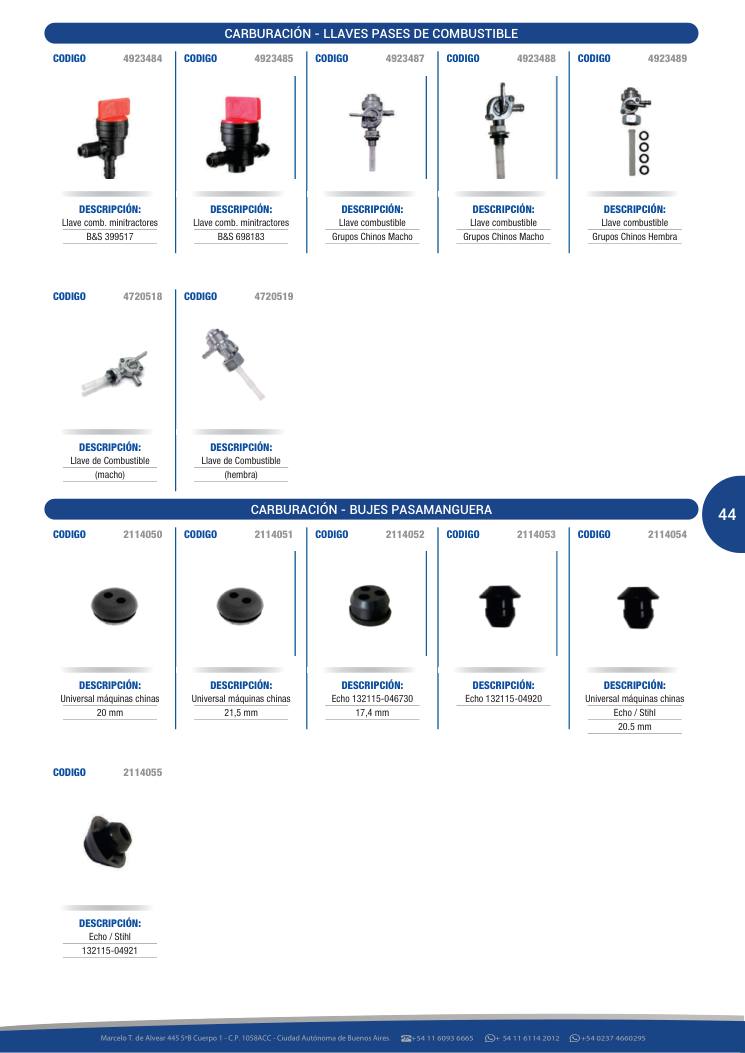 CARBURACIÓN - LLAVES PASES DE COMBUSTIBLE
CODIGO 4923484
DESCRIPCIÓN:
Llave comb. minitractores
B&S 399517
CODIGO 4923485
DESCRIPCIÓN:
Llave comb. minitractores
B&S 698183
CODIGO 4923487
DESCRIPCIÓN:
Llave combustible
Grupos Chinos Macho
CODIGO 4923488
DESCRIPCIÓN:
Llave combustible
Grupos Chinos Macho
CODIGO 4923489
DESCRIPCIÓN:
Llave combustible
Grupos Chinos Hembra
CODIGO 4720518
DESCRIPCIÓN:
Llave de Combustible
(macho)
CODIGO 4720519
DESCRIPCIÓN:
Llave de Combustible
(hembra)
44
CARBURACIÓN - BUJES PASAMANGUERA
CODIGO 2114050
DESCRIPCIÓN:
Universal máquinas chinas
20 mm
CODIGO 2114051
DESCRIPCIÓN:
Universal máquinas chinas
21,5 mm
CODIGO 2114052
DESCRIPCIÓN:
Echo 132115-046730
17,4 mm
CODIGO 2114053
DESCRIPCIÓN:
Echo 132115-04920
CODIGO 2114054
DESCRIPCIÓN:
Universal máquinas chinas
Echo / Stihl
20.5 mm
CODIGO 2114055
DESCRIPCIÓN:
Echo / Stihl
132115-04921
Marcelo T. de Alvear 445 5ºB Cuerpo 1 - C.P. 1058ACC - Ciudad Autónoma de Buenos Aires. +54 11 6093 6665 + 54 11 6114 2012 +54 0237 4660295